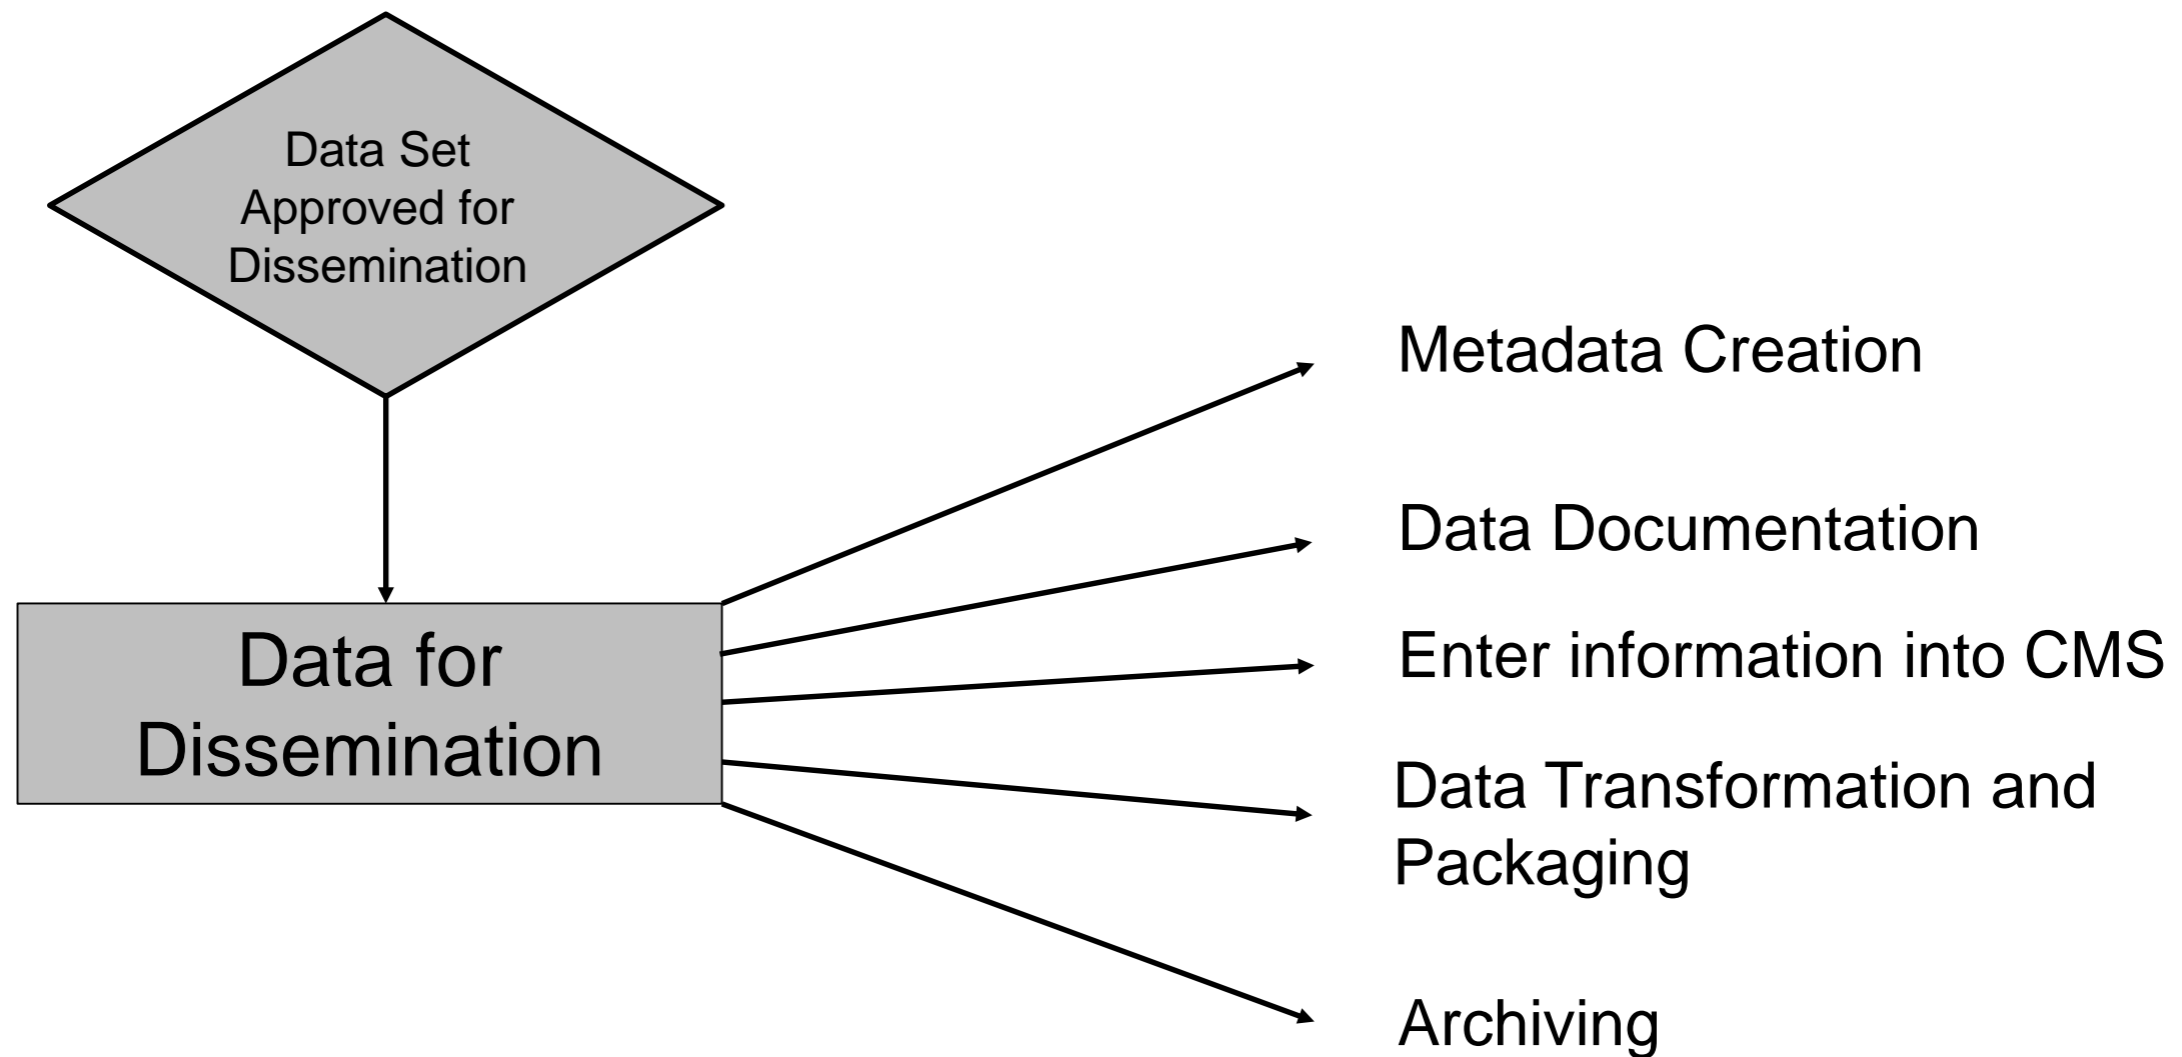 Data Set
Approved for
Dissemination
Metadata Creation
Data Documentation
Data for
Dissemination
Enter information into CMS
Data Transformation and
Packaging
Archiving